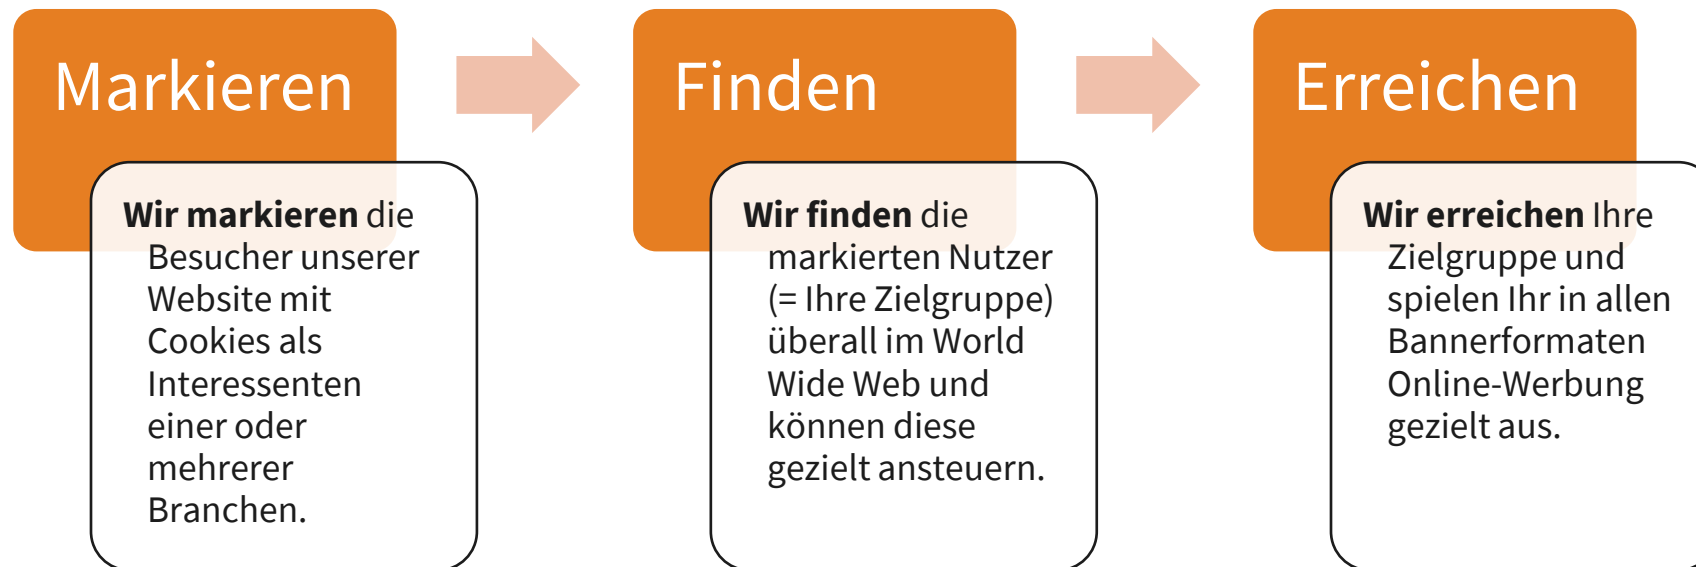 Markieren
Wir markieren die
Besucher unserer
Website mit
Cookies als
Interessenten
einer oder
mehrerer
Branchen.
Finden
Wir finden die
markierten Nutzer
(= Ihre Zielgruppe)
überall im World
Wide Web und
können diese
gezielt ansteuern.
Erreichen
Wir erreichen Ihre
Zielgruppe und
spielen Ihr in allen
Bannerformaten
Online-Werbung
gezielt aus.